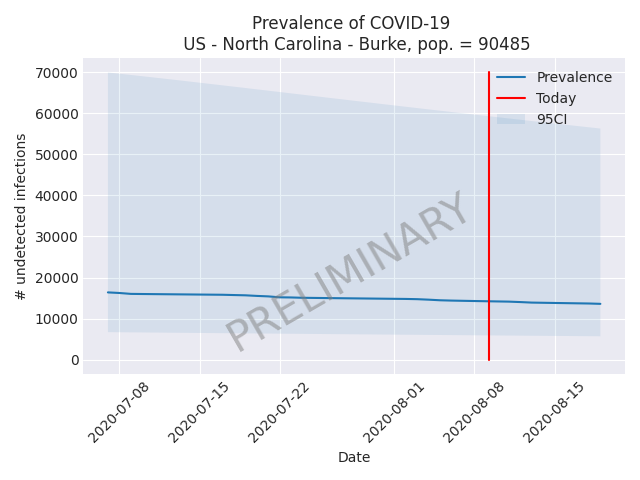 Prevalence of COVID-19
US - North Carolina - Burke, pop. = 90485
70000
60000
50000
40000
30000
20000
10000
0
# undetected infections
Prevalence
Today
95CI
PRELIMINARY
2020-07-08
2020-07-15
2020-07-22
2020-08-01
2020-08-08
2020-08-15
Date